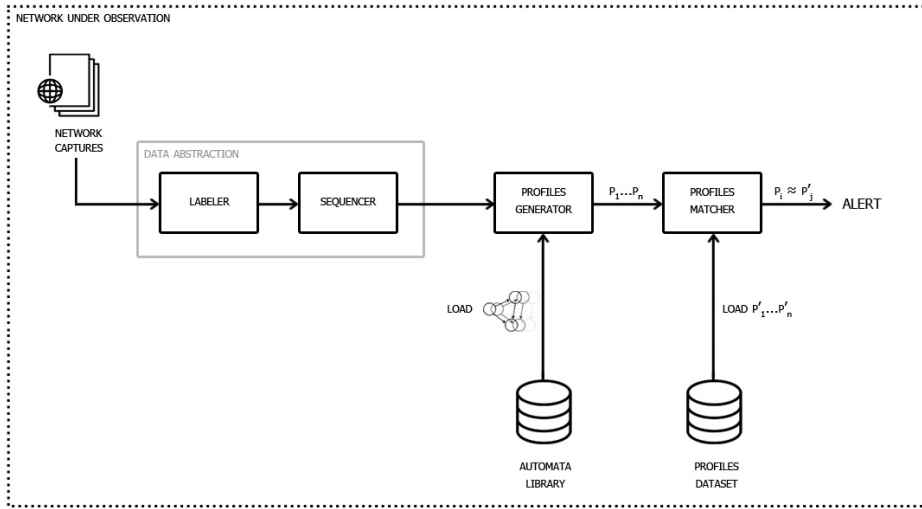 NETWORK UNDER OBSERVATION
NETWORK
CAPTURES
DATA ABSTRACTION
LABELER
SEQUENCER
PROFILES
GENERATOR
P₁...Pₙ
PROFILES
MATCHER
Pᵢ ≈ P'ⱼ
ALERT
LOAD
LOAD P'₁...P'ₙ
AUTOMATA
LIBRARY
PROFILES
DATASET